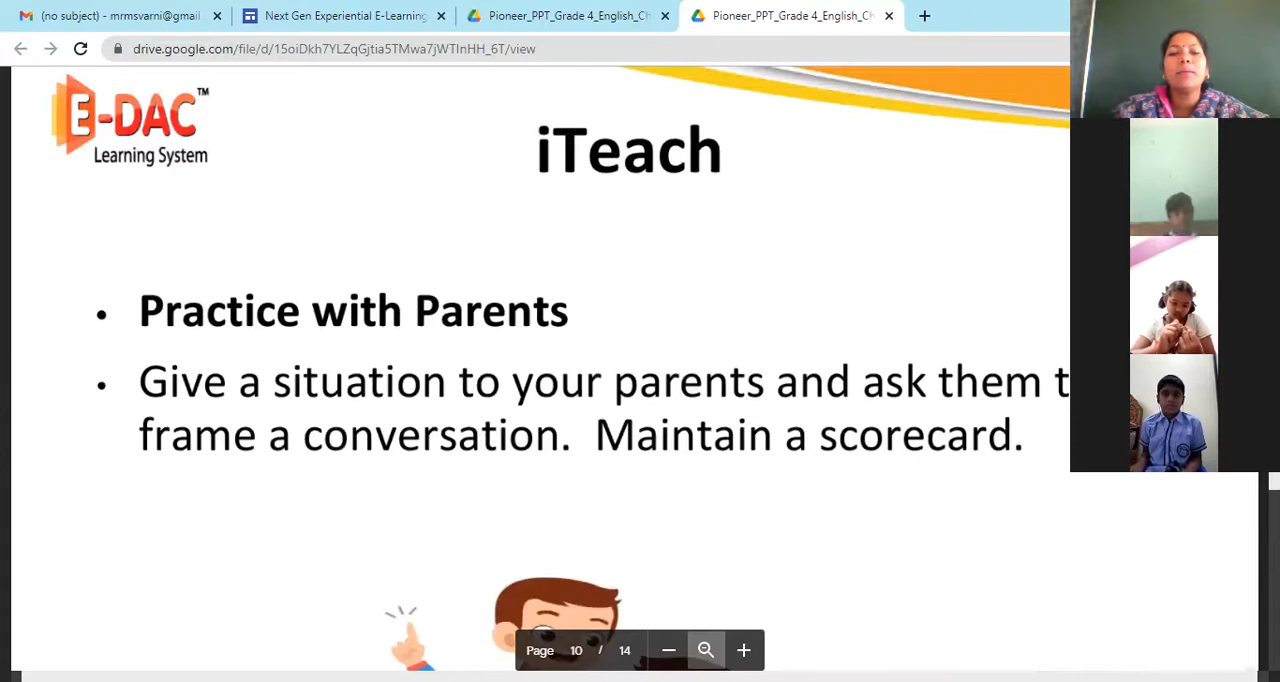 (no subject) - mrmsvarni@gmail
Next Gen Experiential E-Learning
Pioneer_PPT_Grade 4_English_Ch
Pioneer_PPT_Grade 4_English_Ch
drive.google.com/file/d/15oiDkh7YLZqGjtia5TMwa7jWTInHH_6T/view
E-DAC™
Learning System
iTeach
• Practice with Parents
• Give a situation to your parents and ask them t
frame a conversation. Maintain a scorecard.
Page 10 / 14